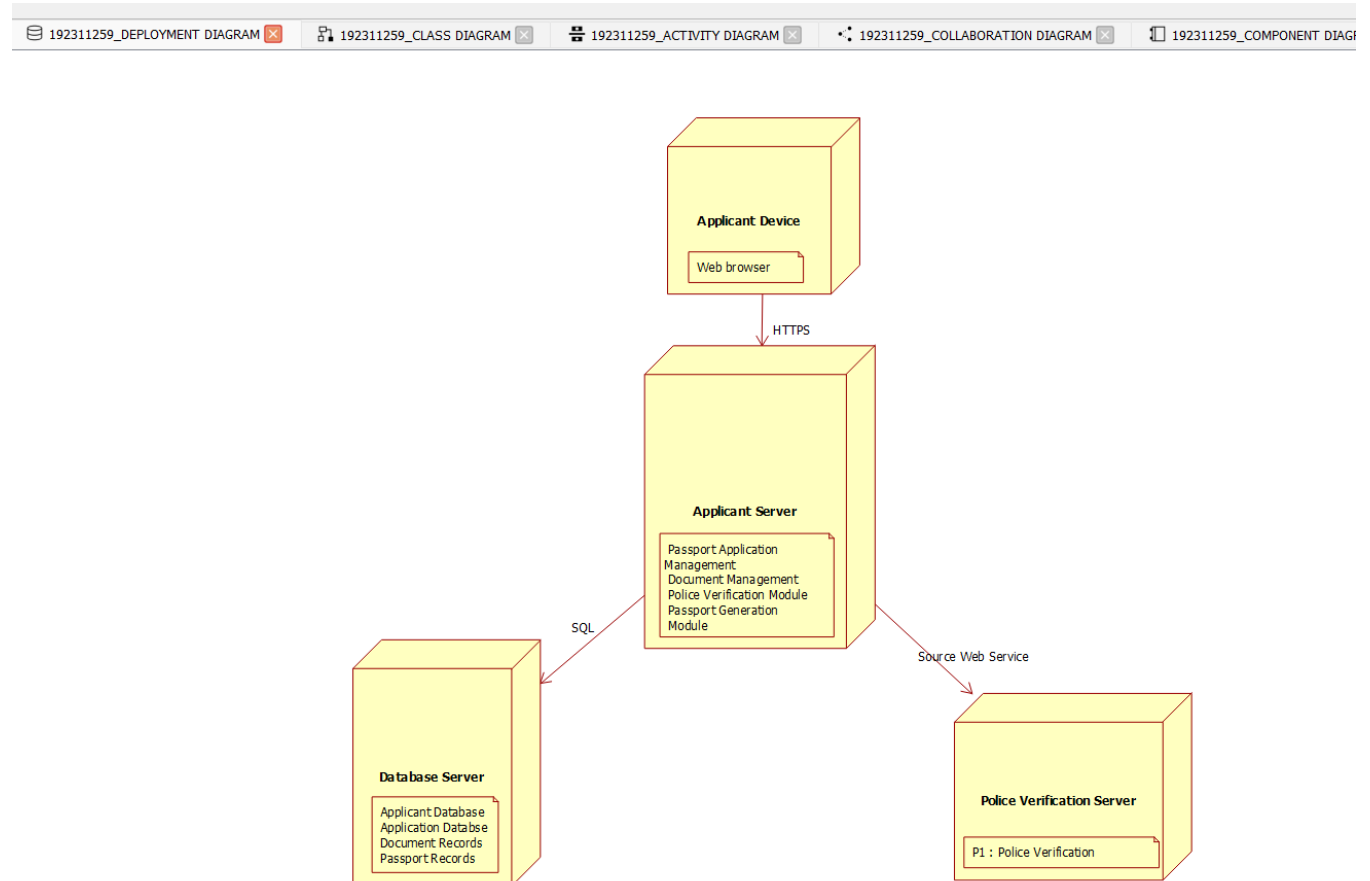 192311259_DEPLOYMENT DIAGRAM
192311259_CLASS DIAGRAM
192311259_ACTIVITY DIAGRAM
192311259_COLLABORATION DIAGRAM
192311259_COMPONENT DIAGR
Applicant Device
Web browser
HTTPS
Applicant Server
Passport Application
Management
Document Management
Police Verification Module
Passport Generation
Module
SQL
Source Web Service
Database Server
Applicant Database
Application Databse
Document Records
Passport Records
Police Verification Server
P1 : Police Verification